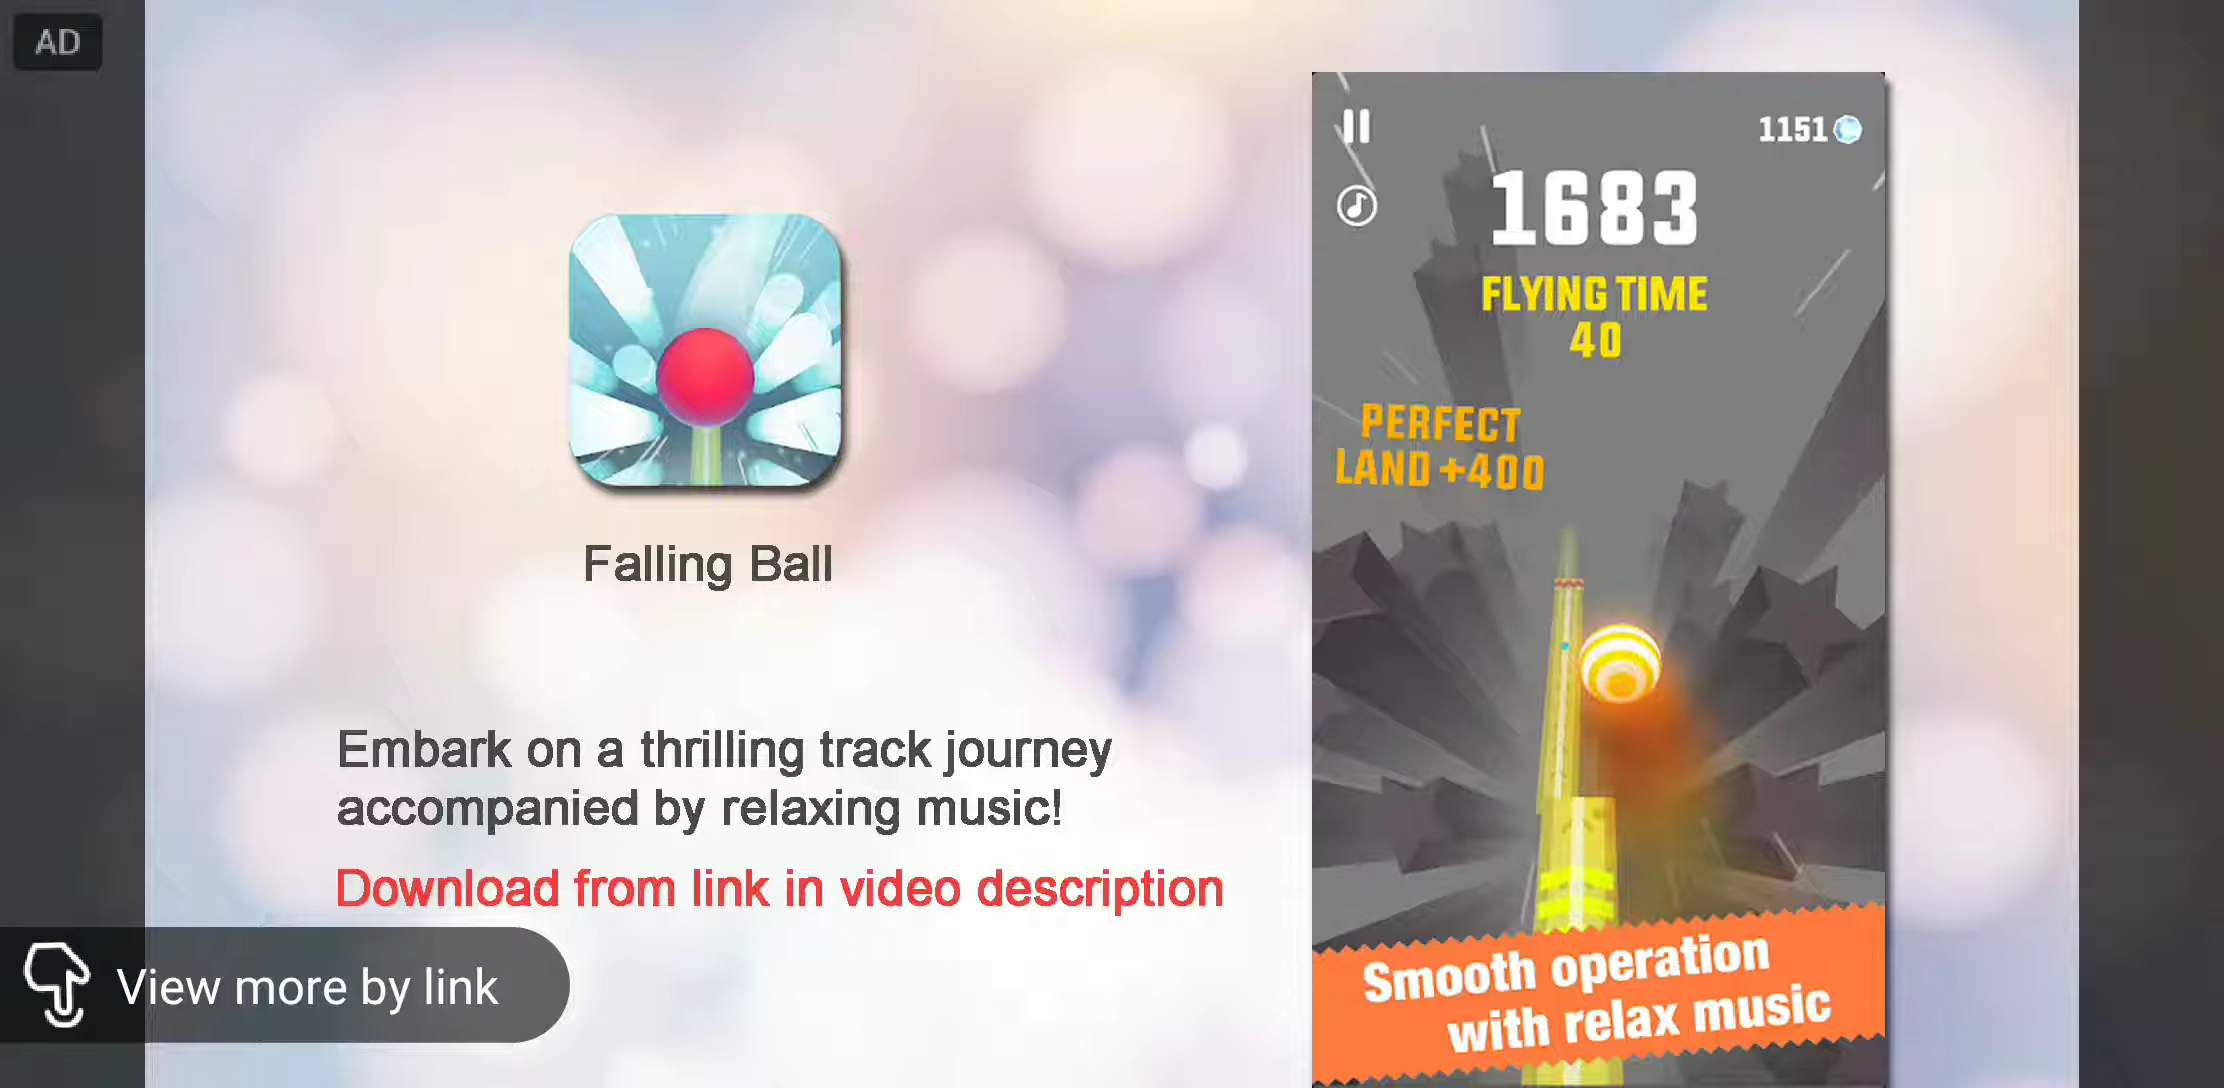 AD
Falling Ball
Embark on a thrilling track journey
accompanied by relaxing music!
Download from link in video description
View more by link
1151
1683
FLYING TIME
40
PERFECT
LAND +400
Smooth operation
with relax music